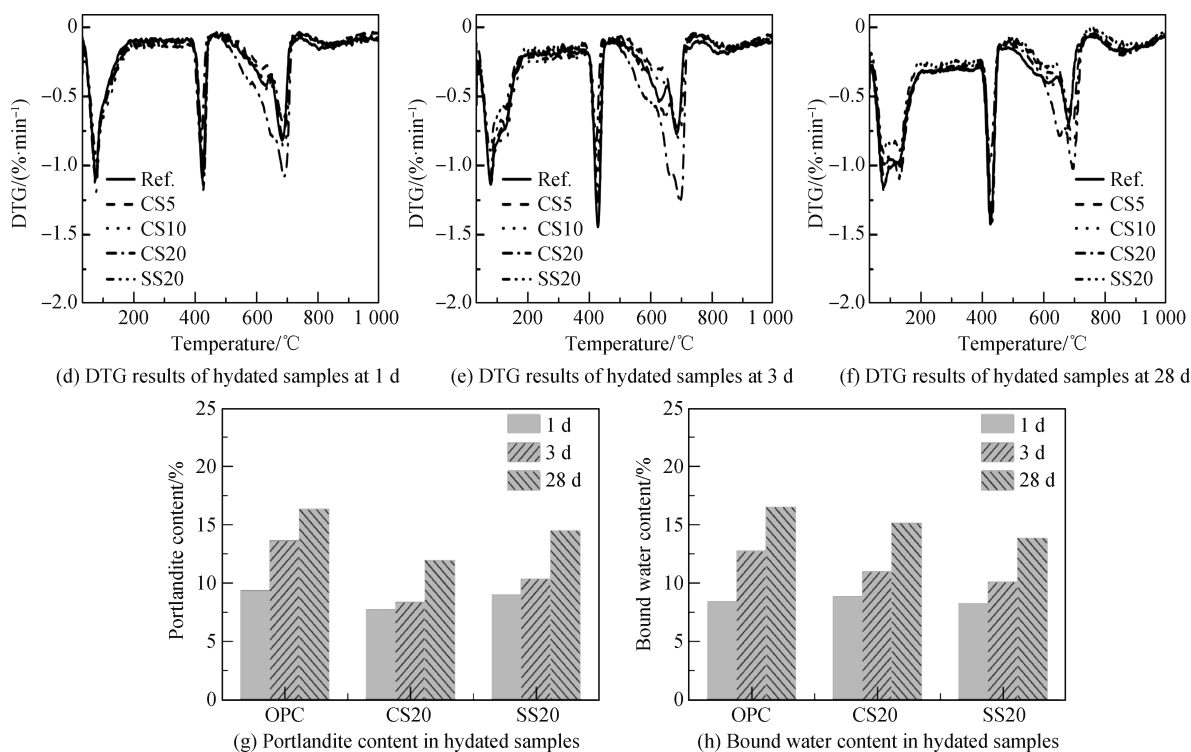 0
−0.5
−1.0
−1.5
−2.0
DTG/(%·min⁻¹)
Ref.
CS5
CS10
CS20
SS20
200 400 600 800 1 000
Temperature/℃
(d) DTG results of hydated samples at 1 d
0
−0.5
−1.0
−1.5
−2.0
DTG/(%·min⁻¹)
Ref.
CS5
CS10
CS20
SS20
200 400 600 800 1 000
Temperature/℃
(e) DTG results of hydated samples at 3 d
0
−0.5
−1.0
−1.5
−2.0
DTG/(%·min⁻¹)
Ref.
CS5
CS10
CS20
SS20
200 400 600 800 1 000
Temperature/℃
(f) DTG results of hydated samples at 28 d
25
20
15
10
5
0
Portlandite content/%
1 d
3 d
28 d
OPC CS20 SS20
(g) Portlandite content in hydated samples
25
20
15
10
5
0
Bound water content/%
1 d
3 d
28 d
OPC CS20 SS20
(h) Bound water content in hydated samples